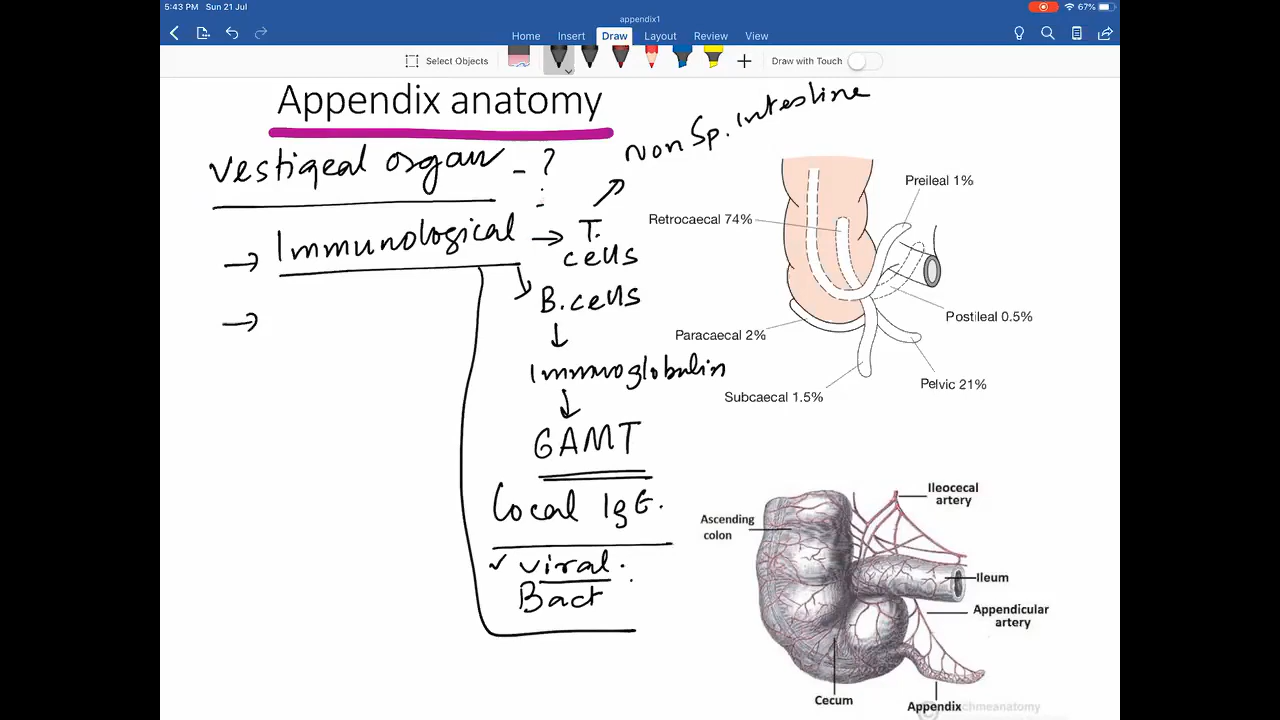 5:43 PM Sun 21 Jul
67%
appendix1
Home Insert Draw Layout Review View
Select Objects
Draw with Touch
Appendix anatomy
Vestigeal organ - ?
Non Sp. intestine
→ Immunological → T. cells
B. cells
Immunoglobulin
GAMT
Local IgE.
✓ viral.
Bact
→
Preileal 1%
Retrocaecal 74%
Postileal 0.5%
Paracaecal 2%
Pelvic 21%
Subcaecal 1.5%
Ileocecal
artery
Ascending
colon
Ileum
Appendicular
artery
Cecum
Appendix